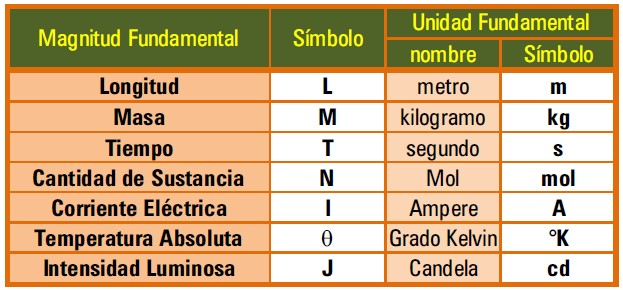 Magnitud Fundamental Símbolo Unidad Fundamental
nombre Símbolo
Longitud L metro m
Masa M kilogramo kg
Tiempo T segundo s
Cantidad de Sustancia N Mol mol
Corriente Eléctrica I Ampere A
Temperatura Absoluta θ Grado Kelvin °K
Intensidad Luminosa J Candela cd